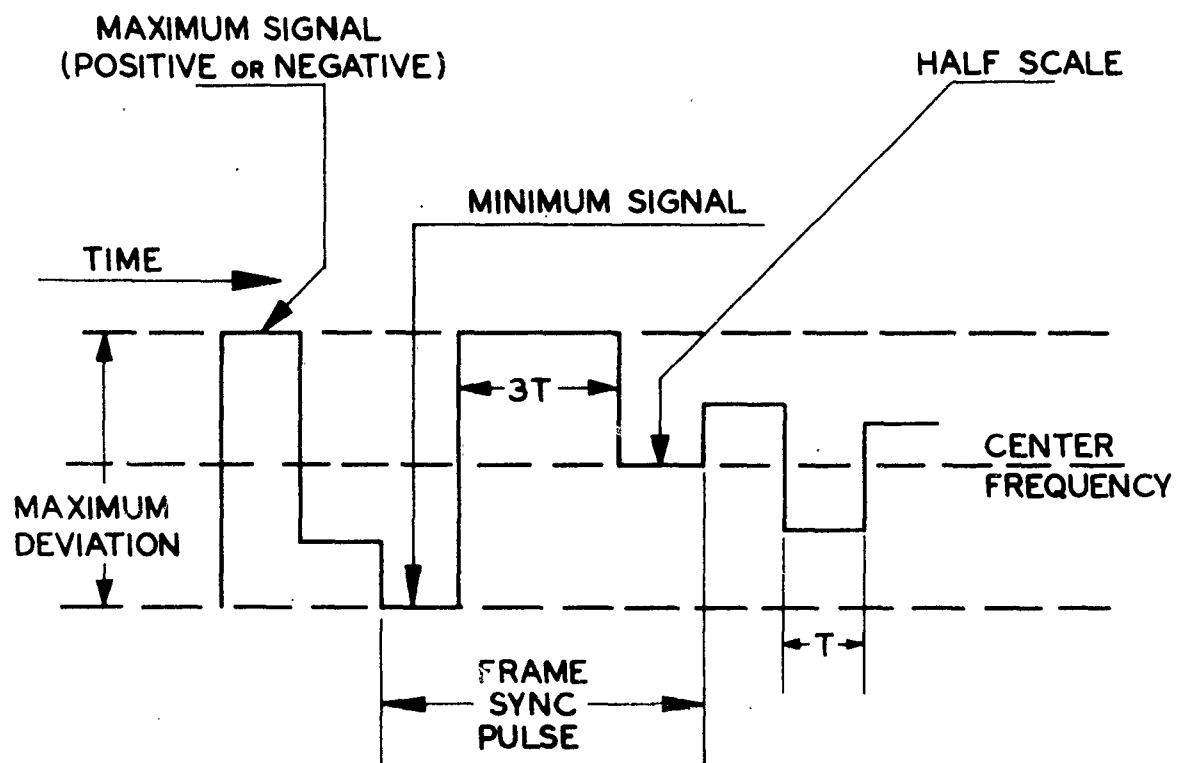 MAXIMUM SIGNAL
(POSITIVE OR NEGATIVE)
HALF SCALE
MINIMUM SIGNAL
TIME
3T
CENTER
FREQUENCY
MAXIMUM
DEVIATION
T
FRAME
SYNC
PULSE